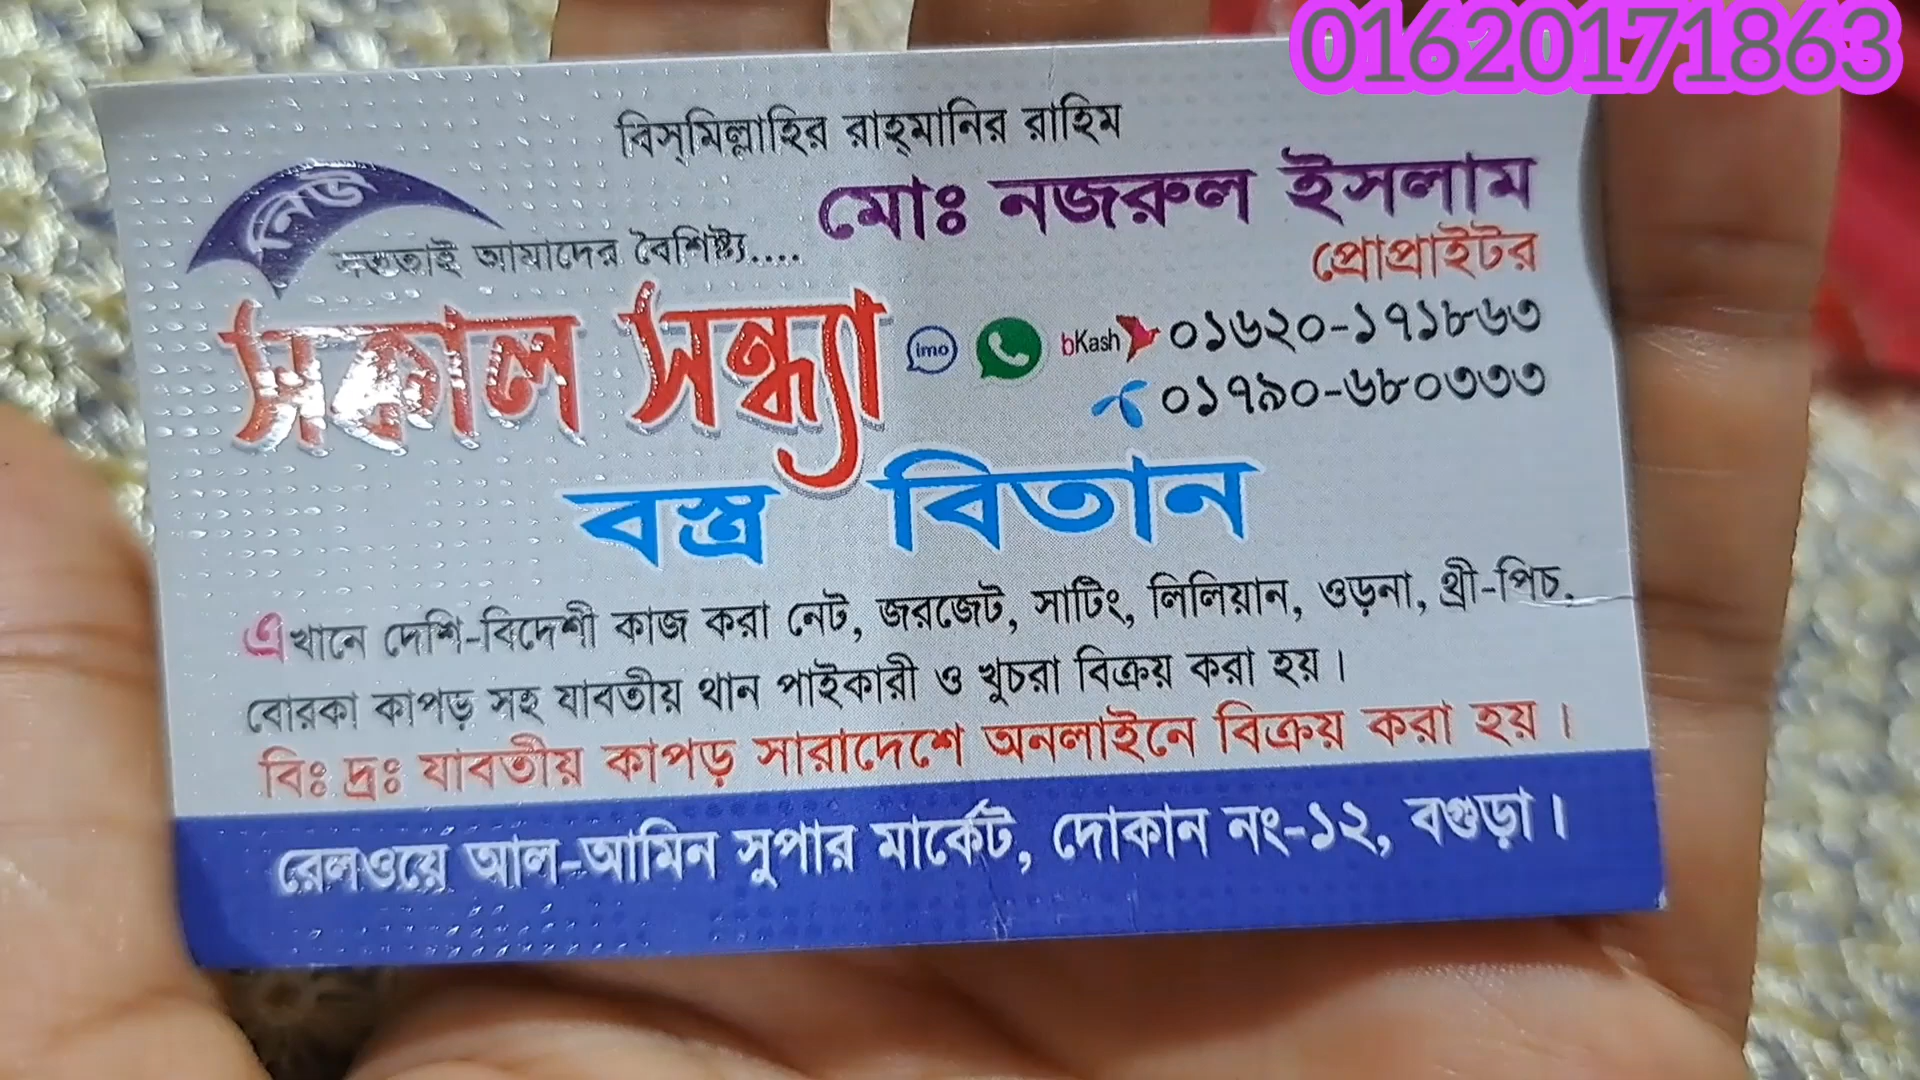 01620171863
বিস্‌মিল্লাহির রাহ্‌মানির রাহিম
মোঃ নজরুল ইসলাম
প্রোপ্রাইটর
নিউ
সততাই আমাদের বৈশিষ্ট্য....
সকাল সন্ধ্যা
imo bKash ০১৬২০-১৭১৮৬৩
০১৭৯০-৬৮০৩৩৩
বস্ত্র বিতান
এখানে দেশি-বিদেশী কাজ করা নেট, জরজেট, সাটিং, লিলিয়ান, ওড়না, থ্রী-পিচ,
বোরকা কাপড় সহ যাবতীয় থান পাইকারী ও খুচরা বিক্রয় করা হয়।
বিঃ দ্রঃ যাবতীয় কাপড় সারাদেশে অনলাইনে বিক্রয় করা হয়।
রেলওয়ে আল-আমিন সুপার মার্কেট, দোকান নং-১২, বগুড়া।